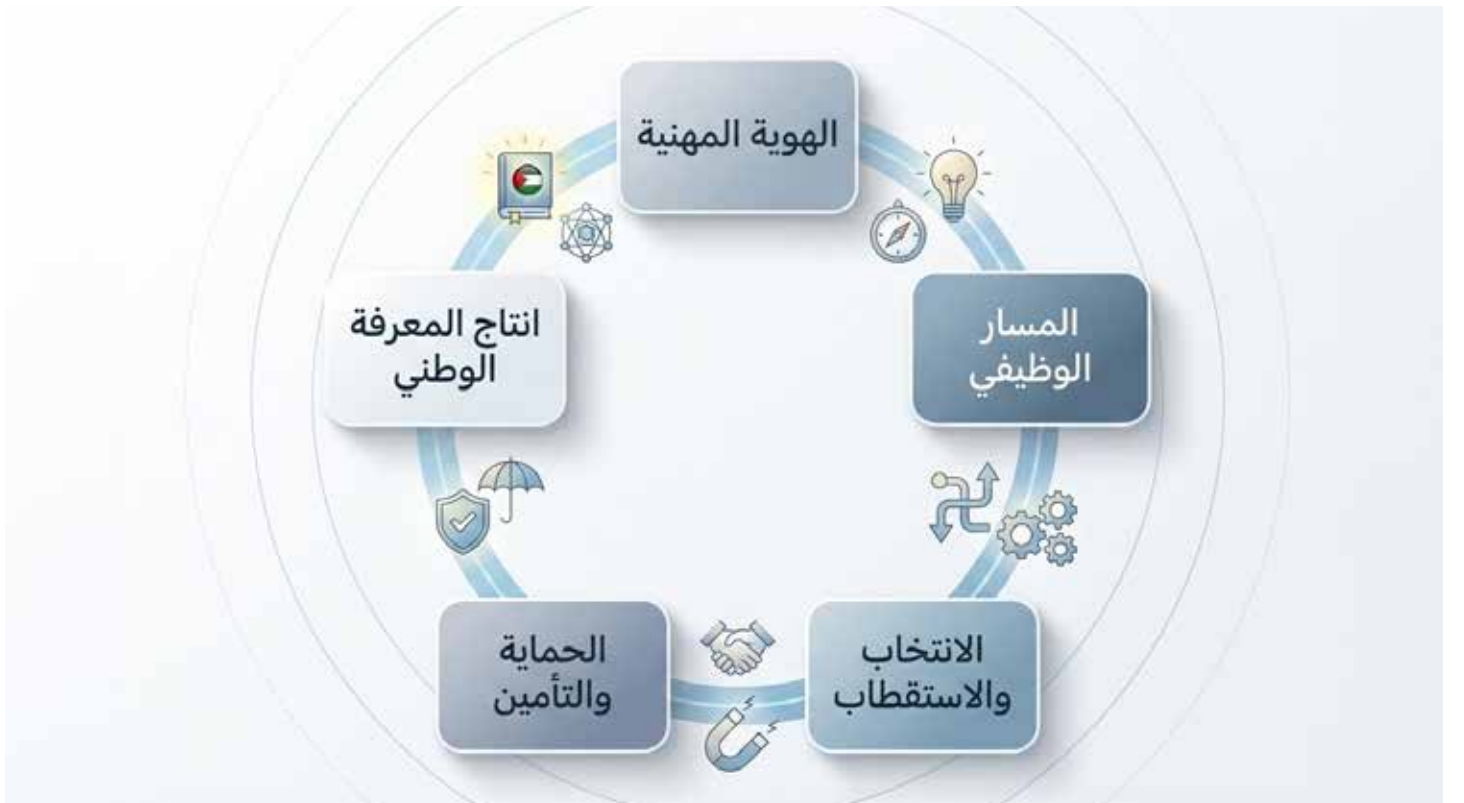 الهوية المهنية
المسار
الوظيفي
الانتخاب
والاستقطاب
الحماية
والتأمين
انتاج المعرفة
الوطني